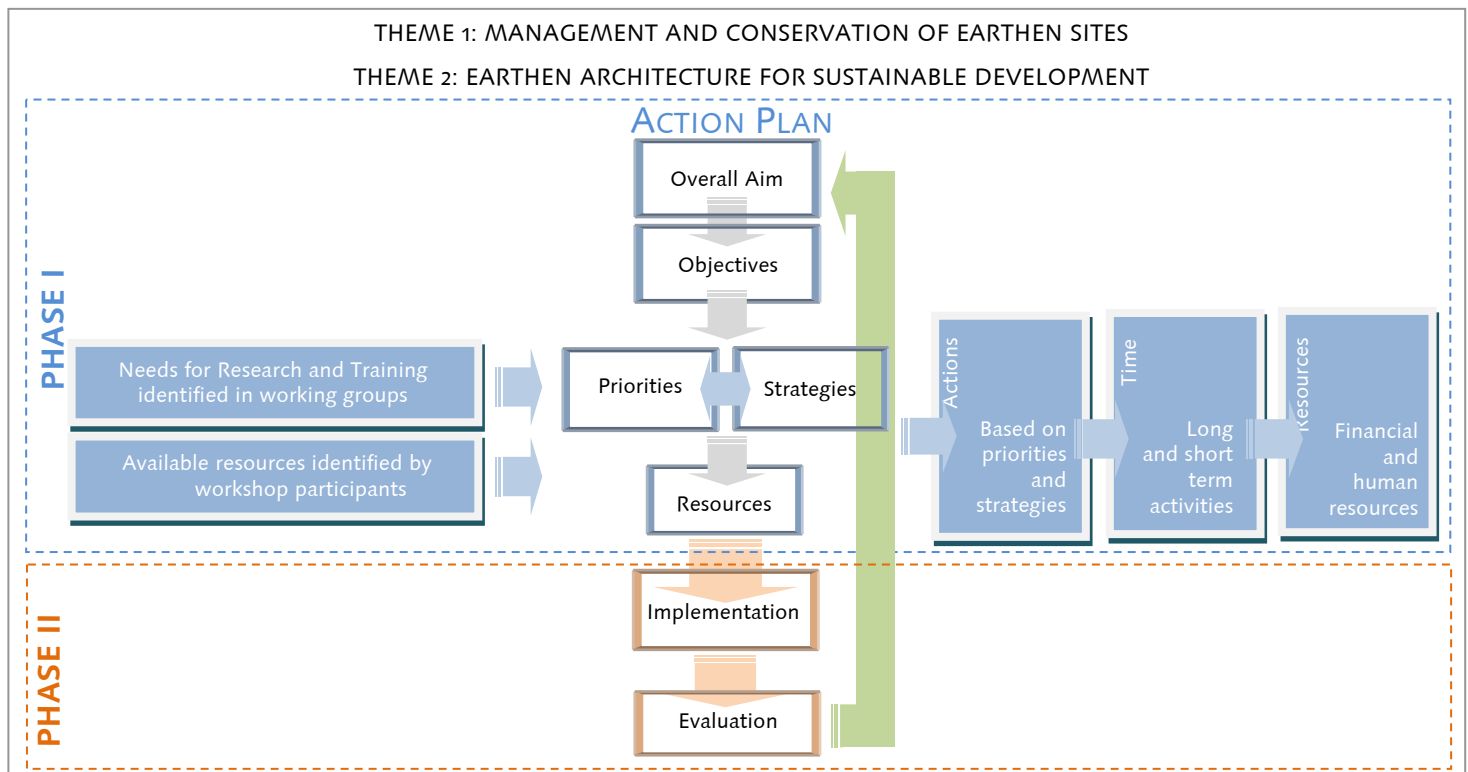 THEME 1: MANAGEMENT AND CONSERVATION OF EARTHEN SITES
THEME 2: EARTHEN ARCHITECTURE FOR SUSTAINABLE DEVELOPMENT
ACTION PLAN
PHASE I
Overall Aim
Objectives
Needs for Research and Training
identified in working groups
Available resources identified by
workshop participants
Priorities
Strategies
Resources
Actions
Based on
priorities
and
strategies
Time
Long
and short
term
activities
Resources
Financial
and
human
resources
PHASE II
Implementation
Evaluation